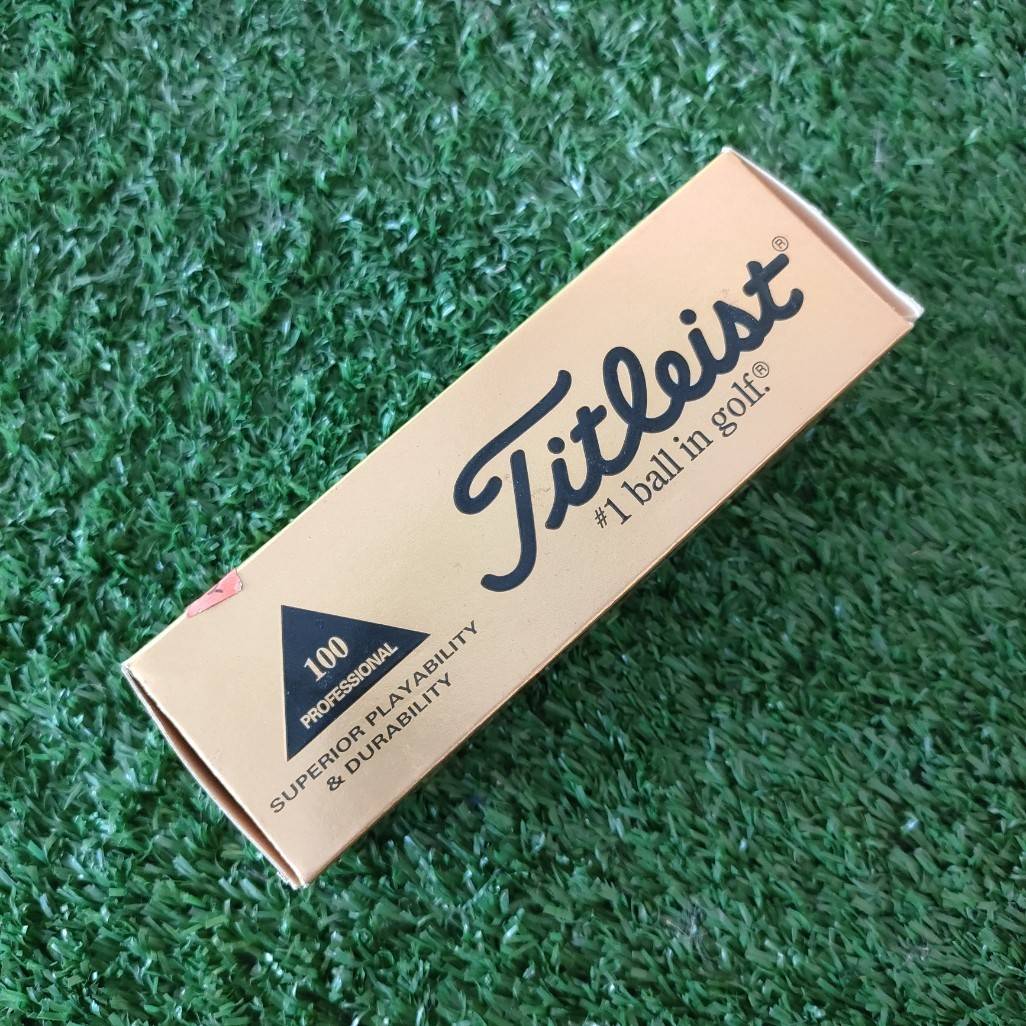 Titleist®
#1 ball in golf.®
100
PROFESSIONAL
SUPERIOR PLAYABILITY
& DURABILITY